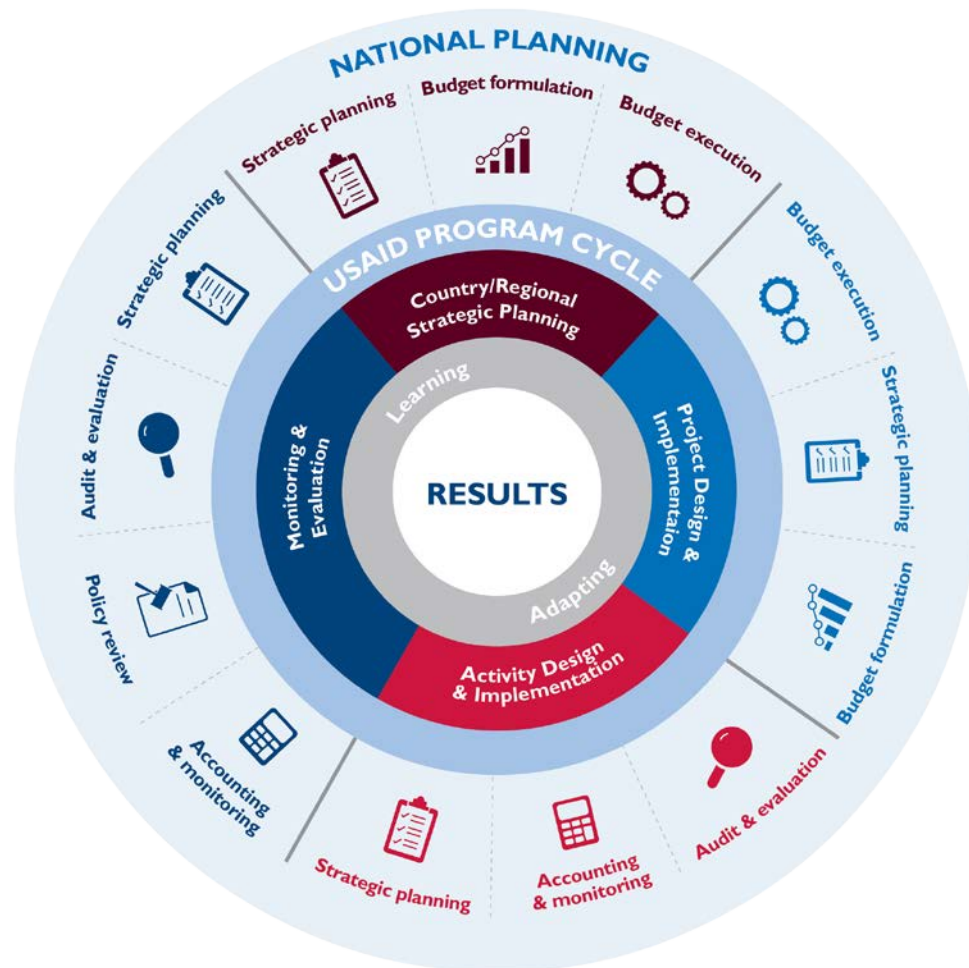 NATIONAL PLANNING
Strategic planning
Budget formulation
Budget execution
Budget execution
Strategic planning
Budget formulation
Audit & evaluation
Accounting
& monitoring
Strategic planning
Accounting
& monitoring
Policy review
Audit & evaluation
Strategic planning
USAID PROGRAM CYCLE
Country/Regional
Strategic Planning
Project Design &
Implementaion
Activity Design
& Implementation
Monitoring &
Evaluation
Learning
Adapting
RESULTS